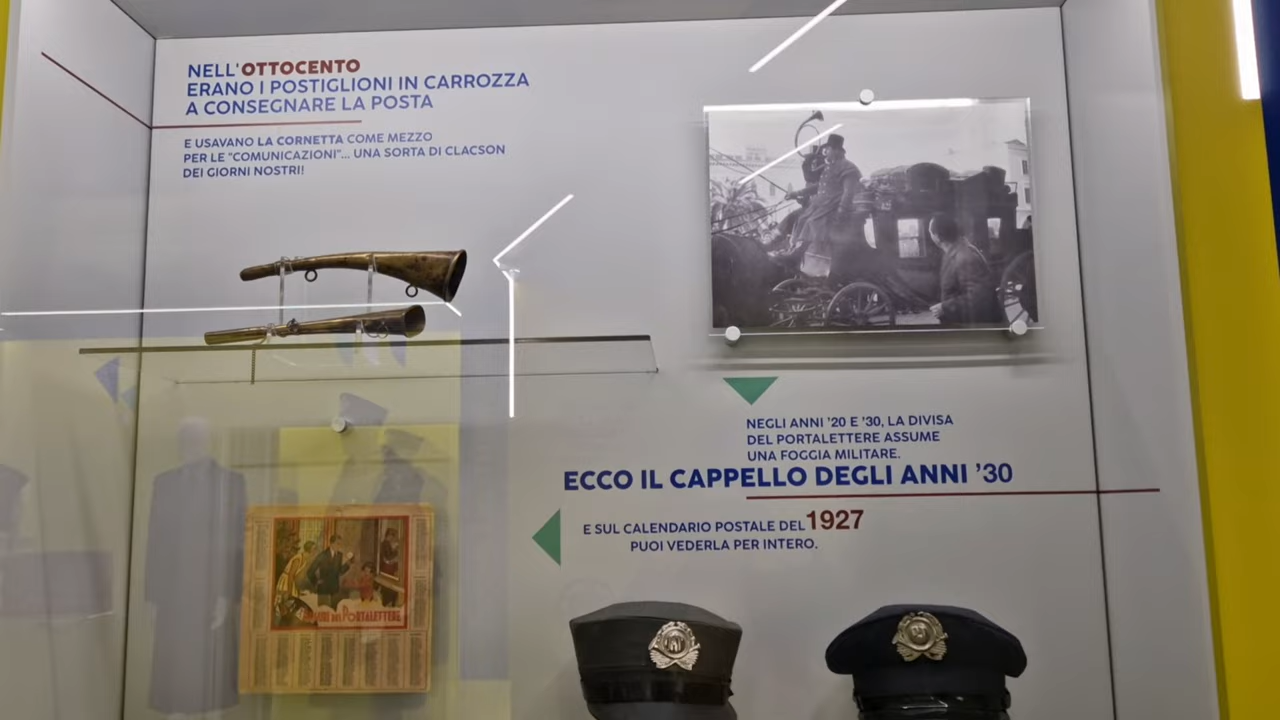 NELL'OTTOCENTO
ERANO I POSTIGLIONI IN CARROZZA
A CONSEGNARE LA POSTA
E USAVANO LA CORNETTA COME MEZZO
PER LE "COMUNICAZIONI"... UNA SORTA DI CLACSON
DEI GIORNI NOSTRI!
NEGLI ANNI '20 E '30, LA DIVISA
DEL PORTALETTERE ASSUME
UNA FOGGIA MILITARE.
ECCO IL CAPPELLO DEGLI ANNI '30
E SUL CALENDARIO POSTALE DEL 1927
PUOI VEDERLA PER INTERO.
DEL PORTALETTERE